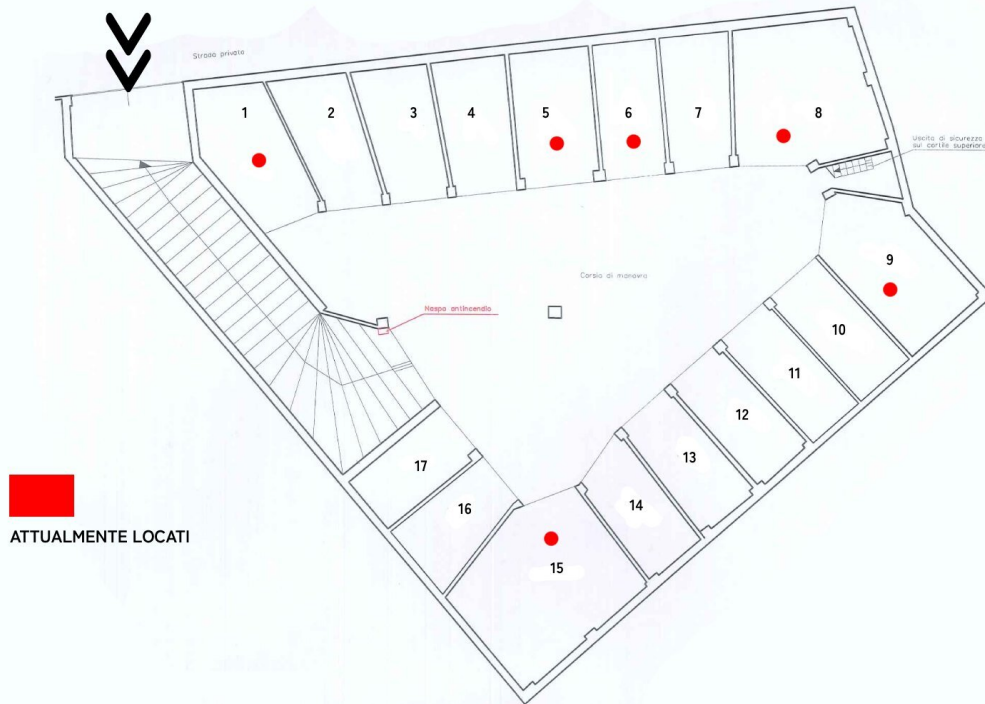 Strada privata
1
2
3
4
5
6
7
8
Uscita di sicurezza
sul cortile superiore
9
Corsia di manovra
Naspo antincendio
10
11
12
13
14
15
16
17
ATTUALMENTE LOCATI